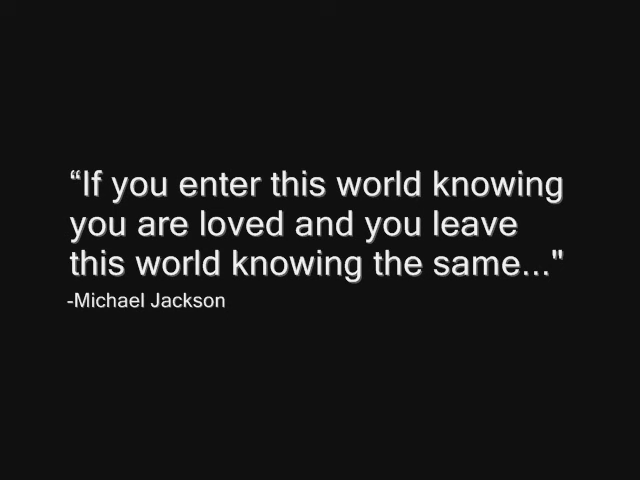 “If you enter this world knowing
you are loved and you leave
this world knowing the same..."
-Michael Jackson